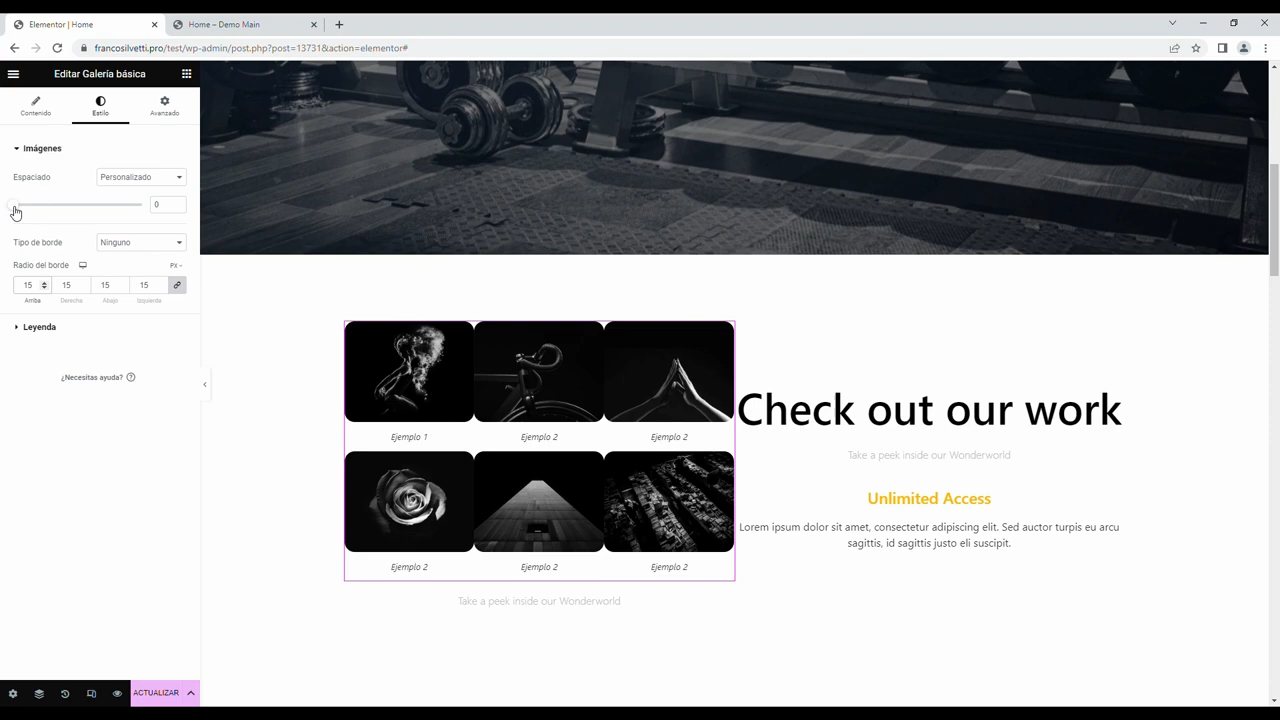 Elementor | Home
Home – Demo Main
francosilvetti.pro/test/wp-admin/post.php?post=13731&action=elementor#
Editar Galería básica
Contenido
Estilo
Avanzado
Imágenes
Espaciado
Personalizado
0
Tipo de borde
Ninguno
Radio del borde
PX
15
15
15
15
Arriba
Derecha
Abajo
Izquierda
Leyenda
¿Necesitas ayuda?
ACTUALIZAR
Ejemplo 1
Ejemplo 2
Ejemplo 2
Ejemplo 2
Ejemplo 2
Ejemplo 2
Take a peek inside our Wonderworld
Check out our work
Take a peek inside our Wonderworld
Unlimited Access
Lorem ipsum dolor sit amet, consectetur adipiscing elit. Sed auctor turpis eu arcu
sagittis, id sagittis justo eli suscipit.